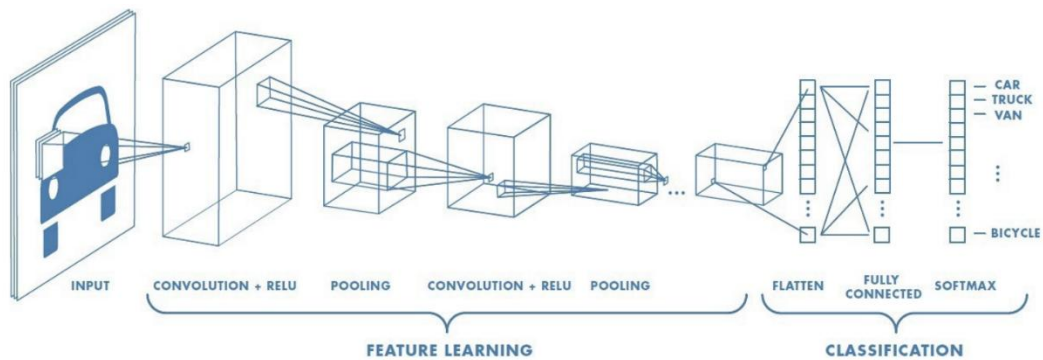 CAR
TRUCK
VAN
BICYCLE
INPUT
CONVOLUTION + RELU
POOLING
CONVOLUTION + RELU
POOLING
FLATTEN
FULLY
CONNECTED
SOFTMAX
FEATURE LEARNING
CLASSIFICATION